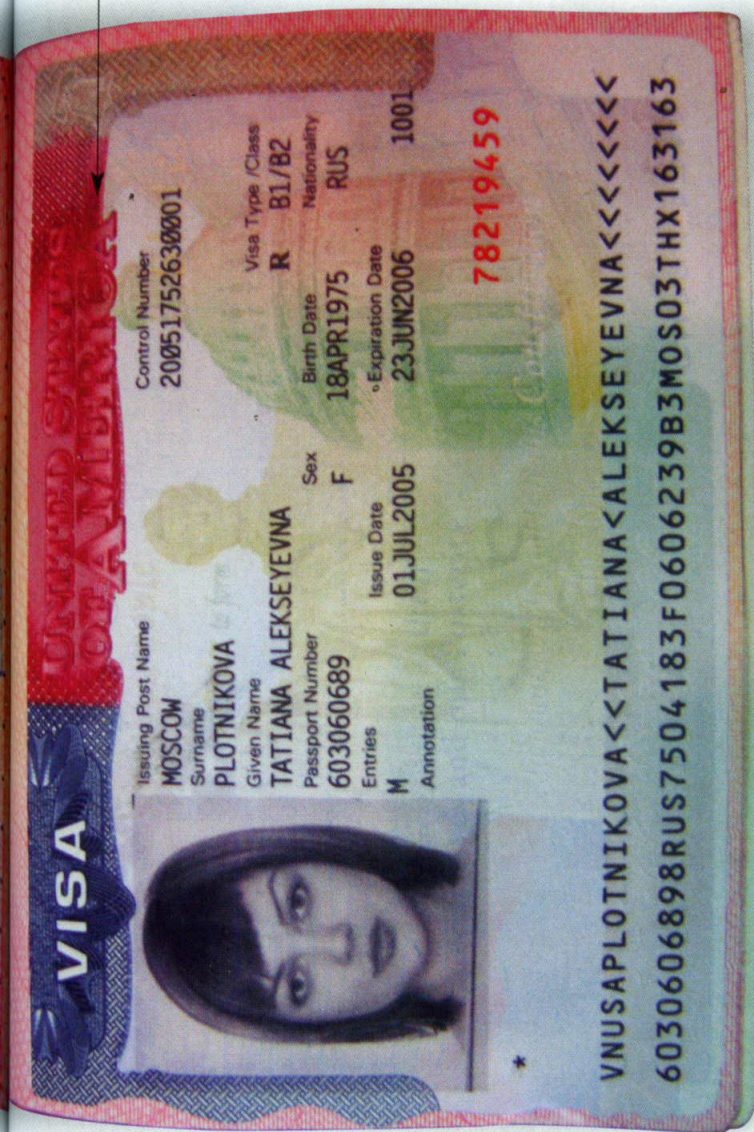 VISA
UNITED STATES
OF AMERICA
Issuing Post Name Control Number
MOSCOW 20051752630001
Surname Visa Type /Class
PLOTNIKOVA R B1/B2
Given Name
TATIANA ALEKSEYEVNA
Passport Number Sex Birth Date Nationality
603060689 F 18APR1975 RUS
Entries Issue Date Expiration Date
M 01JUL2005 23JUN2006 1001
Annotation
78219459
*
VNUSAPLOTNIKOVA<<TATIANA<ALEKSEYEVNA<<<<<<<<
6030606898RUS7504183F0606239B3MOS03THX163163